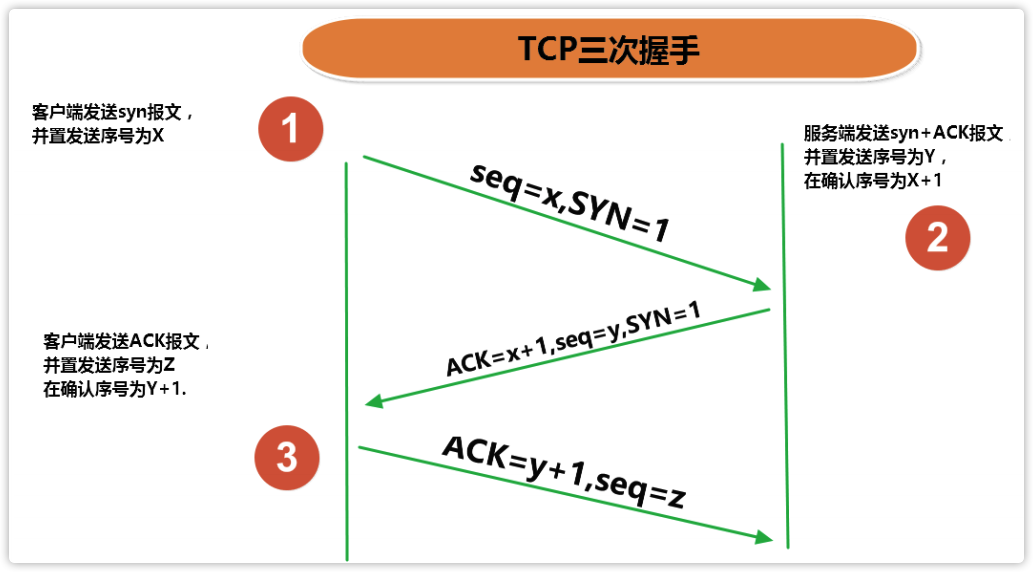 TCP三次握手
客户端发送syn报文，
并置发送序号为X
1
服务端发送syn+ACK报文，
并置发送序号为Y，
在确认序号为X+1
2
seq=x,SYN=1
ACK=x+1,seq=y,SYN=1
客户端发送ACK报文，
并置发送序号为Z
在确认序号为Y+1.
3
ACK=y+1,seq=z